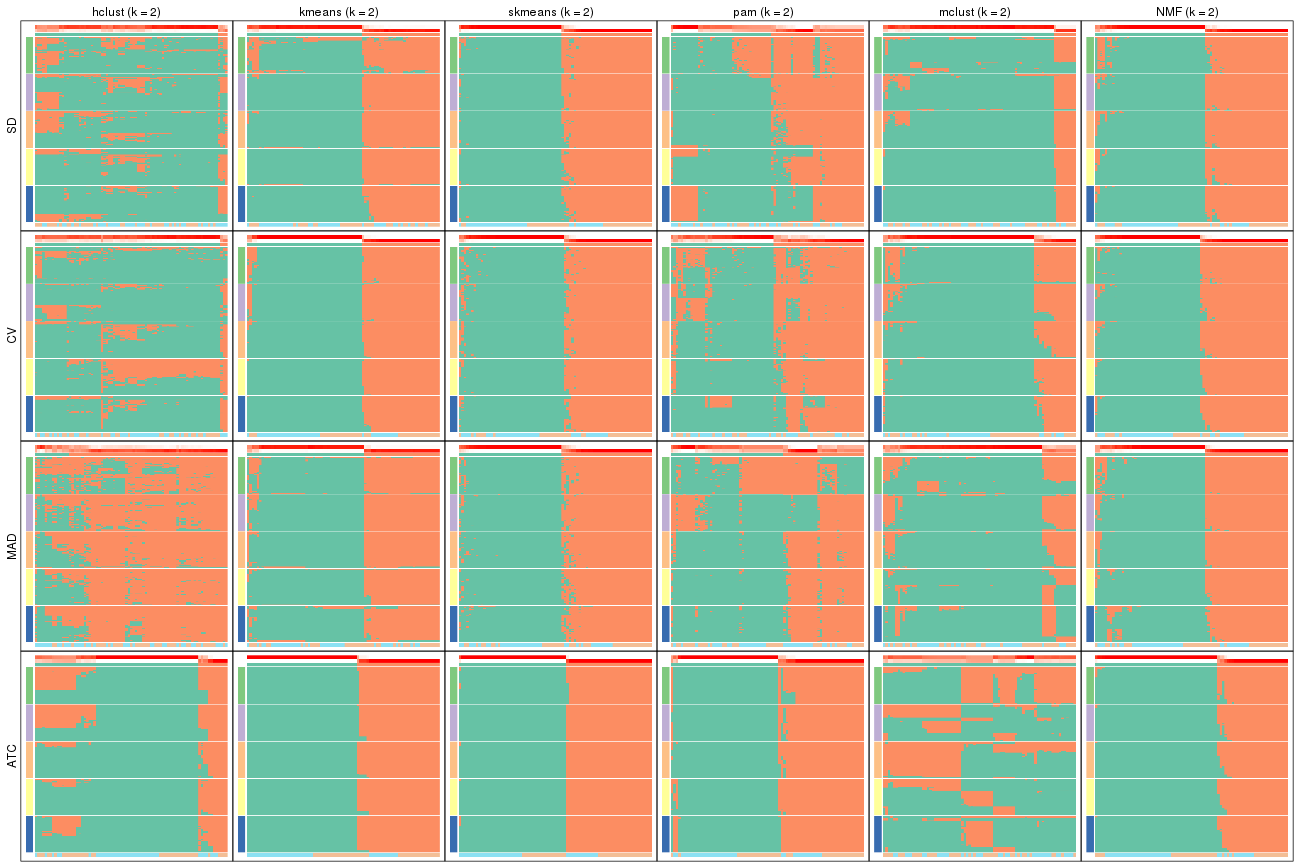 hclust (k = 2) kmeans (k = 2) skmeans (k = 2) pam (k = 2) mclust (k = 2) NMF (k = 2)
SD
CV
MAD
ATC